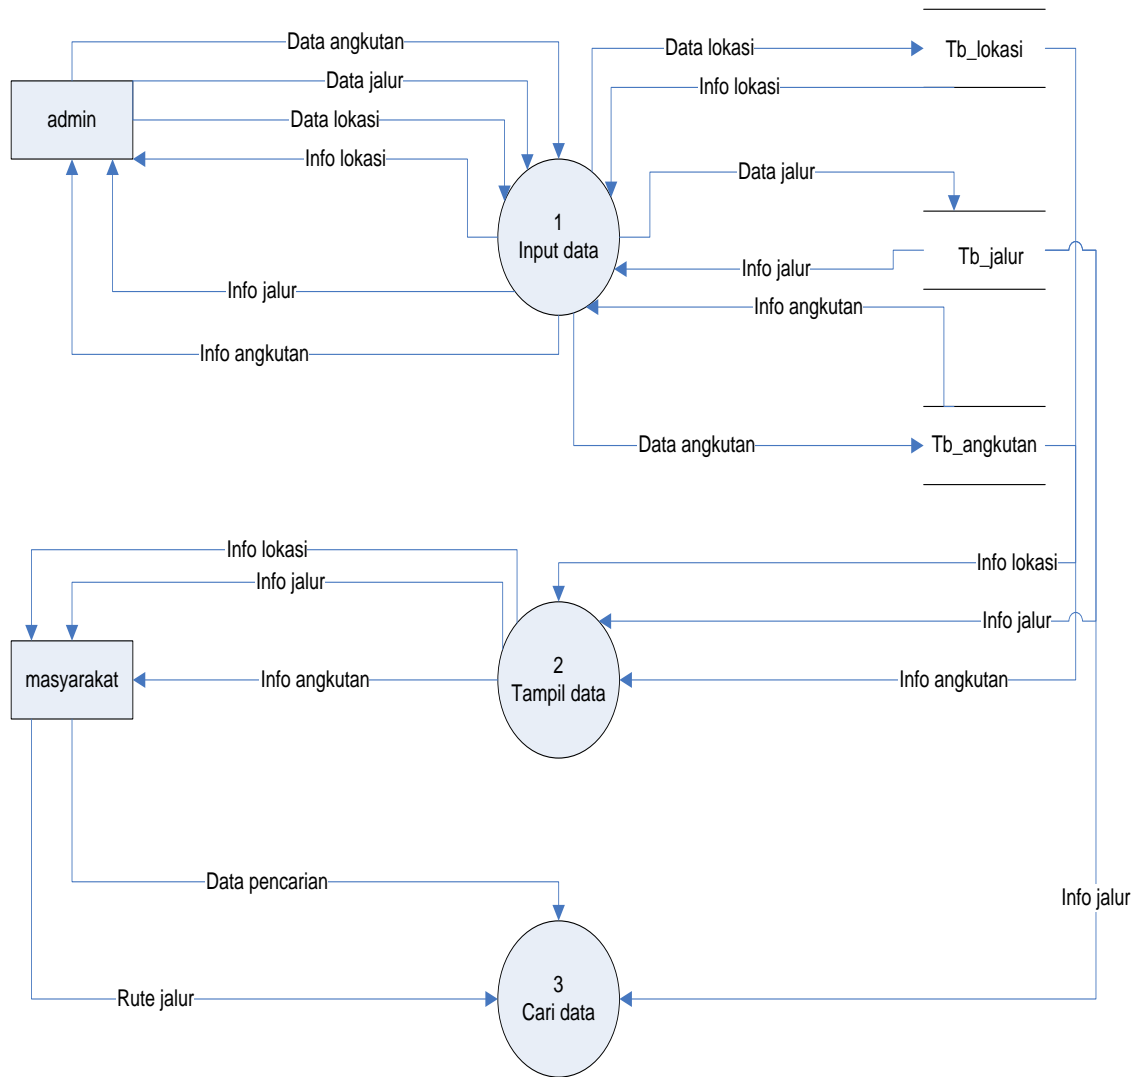 Data angkutan
Data lokasi
Tb_lokasi
Data jalur
Info lokasi
admin
Data lokasi
Info lokasi
Data jalur
1
Input data
Tb_jalur
Info jalur
Info jalur
Info angkutan
Info angkutan
Data angkutan
Tb_angkutan
Info lokasi
Info lokasi
Info jalur
Info jalur
masyarakat
Info angkutan
2
Tampil data
Info angkutan
Data pencarian
Info jalur
3
Cari data
Rute jalur